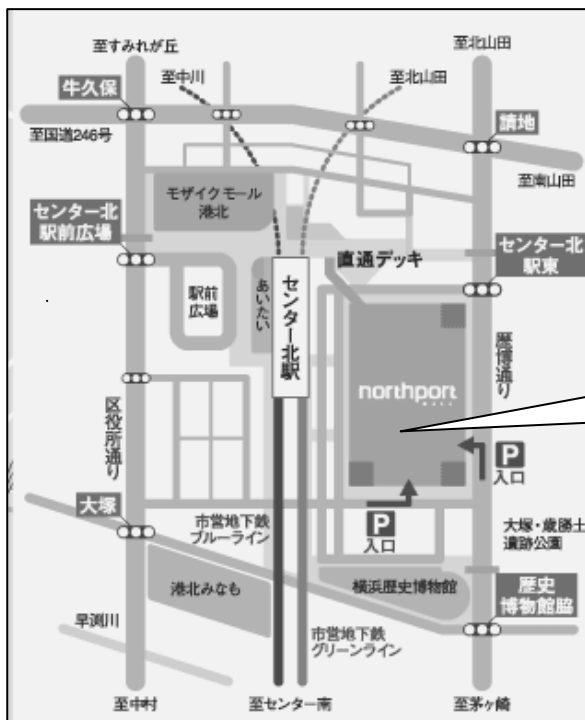 至すみれが丘
至北山田
至中川
至北山田
牛久保
請地
至国道246号
至南山田
モザイクモール
港北
センター北
駅前広場
直通デッキ
センター北
駅東
駅前
広場
あいたい
センター北駅
northport
歴博通り
区役所通り
P
入口
大塚
市営地下鉄
ブルーライン
P
入口
大塚・歳勝土
遺跡公園
港北みなも
横浜歴史博物館
歴史
博物館脇
早渕川
市営地下鉄
グリーンライン
至中村
至センター南
至茅ヶ崎